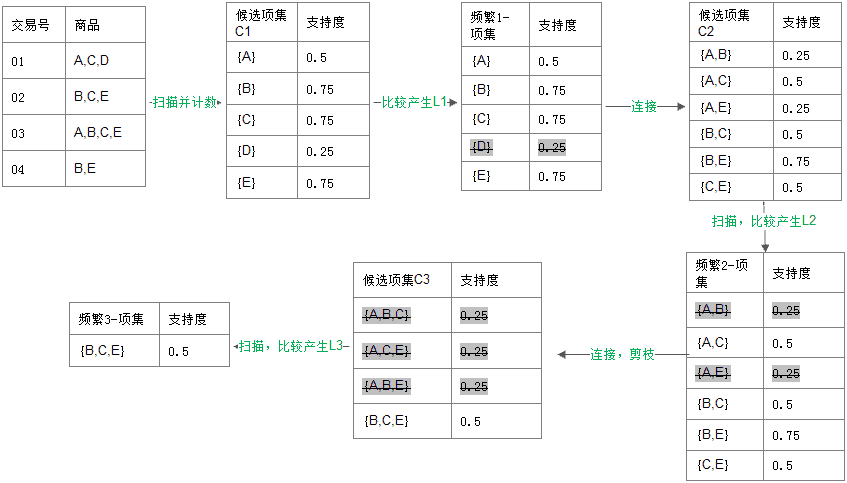 交易号 商品
01 A,C,D
02 B,C,E
03 A,B,C,E
04 B,E
扫描并计数
候选项集 支持度
C1
{A} 0.5
{B} 0.75
{C} 0.75
{D} 0.25
{E} 0.75
比较产生L1
频繁1-
项集 支持度
{A} 0.5
{B} 0.75
{C} 0.75
{D} 0.25
{E} 0.75
连接
候选项集 支持度
C2
{A,B} 0.25
{A,C} 0.5
{A,E} 0.25
{B,C} 0.5
{B,E} 0.75
{C,E} 0.5
扫描，比较产生L2
频繁2-项
集 支持度
{A,B} 0.25
{A,C} 0.5
{A,E} 0.25
{B,C} 0.5
{B,E} 0.75
{C,E} 0.5
连接，剪枝
候选项集C3 支持度
{A,B,C} 0.25
{A,C,E} 0.25
{A,B,E} 0.25
{B,C,E} 0.5
扫描，比较产生L3
频繁3-项集 支持度
{B,C,E} 0.5